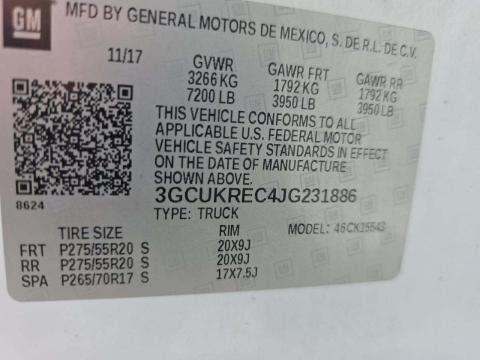 GM
MFD BY GENERAL MOTORS DE MEXICO, S. DE R.L. DE C.V.
11/17 GVWR GAWR FRT GAWR RR
3266 KG 1792 KG 1792 KG
7200 LB 3950 LB 3950 LB
THIS VEHICLE CONFORMS TO ALL
APPLICABLE U.S. FEDERAL MOTOR
VEHICLE SAFETY STANDARDS IN EFFECT
ON THE DATE OF MANUFACTURE
SHOWN ABOVE.
3GCUKREC4JG231886
8624
TYPE: TRUCK
TIRE SIZE RIM
FRT P275/55R20 S 20X9J
RR P275/55R20 S 20X9J
SPA P265/70R17 S 17X7.5J